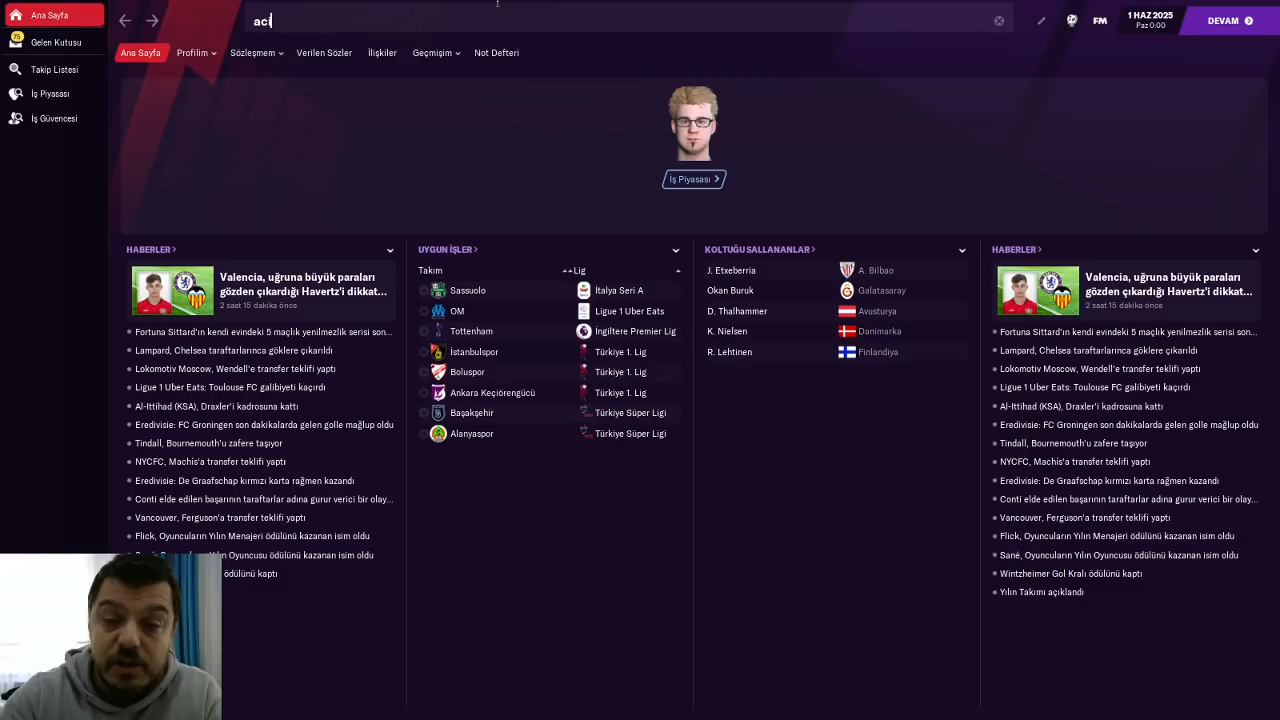 Ana Sayfa
75
Gelen Kutusu
Takip Listesi
İş Piyasası
İş Güvencesi
aci
FM
1 HAZ 2025
Paz 0:00
DEVAM
Ana Sayfa
Profilim
Sözleşmem
Verilen Sözler
İlişkiler
Geçmişim
Not Defteri
İş Piyasası
HABERLER
Valencia, uğruna büyük paraları
gözden çıkardığı Havertz'i dikkat...
2 saat 15 dakika önce
Fortuna Sittard'ın kendi evindeki 5 maçlık yenilmezlik serisi son...
Lampard, Chelsea taraftarlarınca göklere çıkarıldı
Lokomotiv Moscow, Wendell'e transfer teklifi yaptı
Ligue 1 Uber Eats: Toulouse FC galibiyeti kaçırdı
Al-Ittihad (KSA), Draxler'i kadrosuna kattı
Eredivisie: FC Groningen son dakikalarda gelen golle mağlup oldu
Tindall, Bournemouth'u zafere taşıyor
NYCFC, Machís'a transfer teklifi yaptı
Eredivisie: De Graafschap kırmızı karta rağmen kazandı
Conti elde edilen başarının taraftarlar adına gurur verici bir olay...
Vancouver, Ferguson'a transfer teklifi yaptı
Flick, Oyuncuların Yılın Menajeri ödülünü kazanan isim oldu
Sané, Oyuncuların Yılın Oyuncusu ödülünü kazanan isim oldu
ödülünü kaptı
UYGUN İŞLER
Takım Lig
Sassuolo İtalya Seri A
OM Ligue 1 Uber Eats
Tottenham İngiltere Premier Lig
İstanbulspor Türkiye 1. Lig
Boluspor Türkiye 1. Lig
Ankara Keçiörengücü Türkiye 1. Lig
Başakşehir Türkiye Süper Ligi
Alanyaspor Türkiye Süper Ligi
KOLTUĞU SALLANANLAR
J. Etxeberria A. Bilbao
Okan Buruk Galatasaray
D. Thalhammer Avusturya
K. Nielsen Danimarka
R. Lehtinen Finlandiya
HABERLER
Valencia, uğruna büyük paraları
gözden çıkardığı Havertz'i dikkat...
2 saat 15 dakika önce
Fortuna Sittard'ın kendi evindeki 5 maçlık yenilmezlik serisi son...
Lampard, Chelsea taraftarlarınca göklere çıkarıldı
Lokomotiv Moscow, Wendell'e transfer teklifi yaptı
Ligue 1 Uber Eats: Toulouse FC galibiyeti kaçırdı
Al-Ittihad (KSA), Draxler'i kadrosuna kattı
Eredivisie: FC Groningen son dakikalarda gelen golle mağlup oldu
Tindall, Bournemouth'u zafere taşıyor
NYCFC, Machís'a transfer teklifi yaptı
Eredivisie: De Graafschap kırmızı karta rağmen kazandı
Conti elde edilen başarının taraftarlar adına gurur verici bir olay...
Vancouver, Ferguson'a transfer teklifi yaptı
Flick, Oyuncuların Yılın Menajeri ödülünü kazanan isim oldu
Sané, Oyuncuların Yılın Oyuncusu ödülünü kazanan isim oldu
Wintzheimer Gol Kralı ödülünü kaptı
Yılın Takımı açıklandı